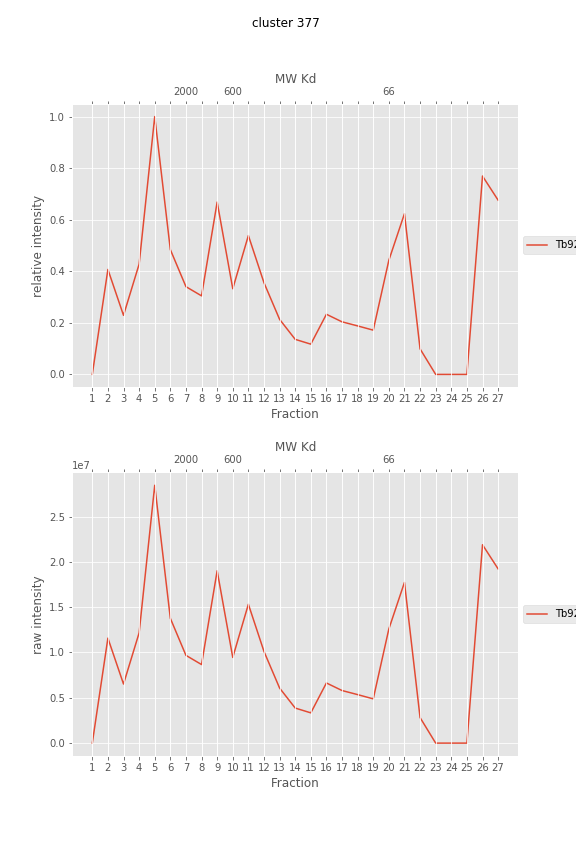 cluster 377
MW Kd
2000 600 66
1.0
0.8
0.6
0.4
0.2
0.0
relative intensity
Tb92
1 2 3 4 5 6 7 8 9 10 11 12 13 14 15 16 17 18 19 20 21 22 23 24 25 26 27
Fraction
MW Kd
1e7
2000 600 66
2.5
2.0
1.5
1.0
0.5
0.0
raw intensity
Tb92
1 2 3 4 5 6 7 8 9 10 11 12 13 14 15 16 17 18 19 20 21 22 23 24 25 26 27
Fraction